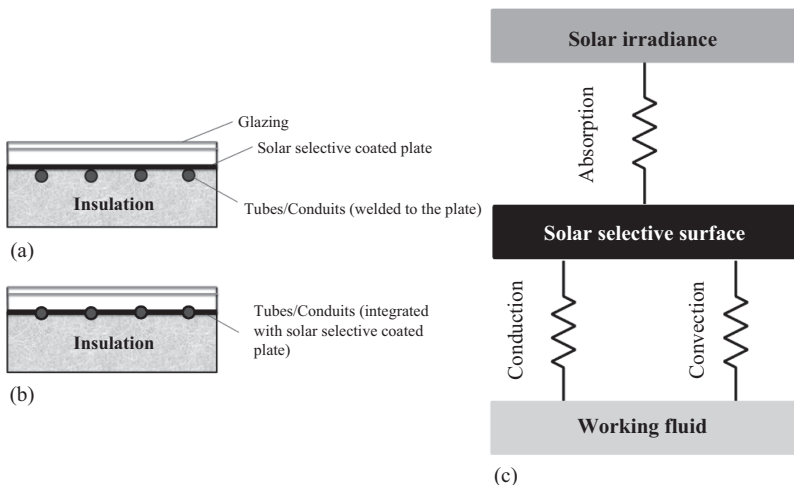 Glazing
Solar selective coated plate
Insulation
Tubes/Conduits (welded to the plate)
(a)
Tubes/Conduits (integrated
with solar selective coated
plate)
Insulation
(b)
Solar irradiance
Absorption
Solar selective surface
Conduction
Convection
Working fluid
(c)